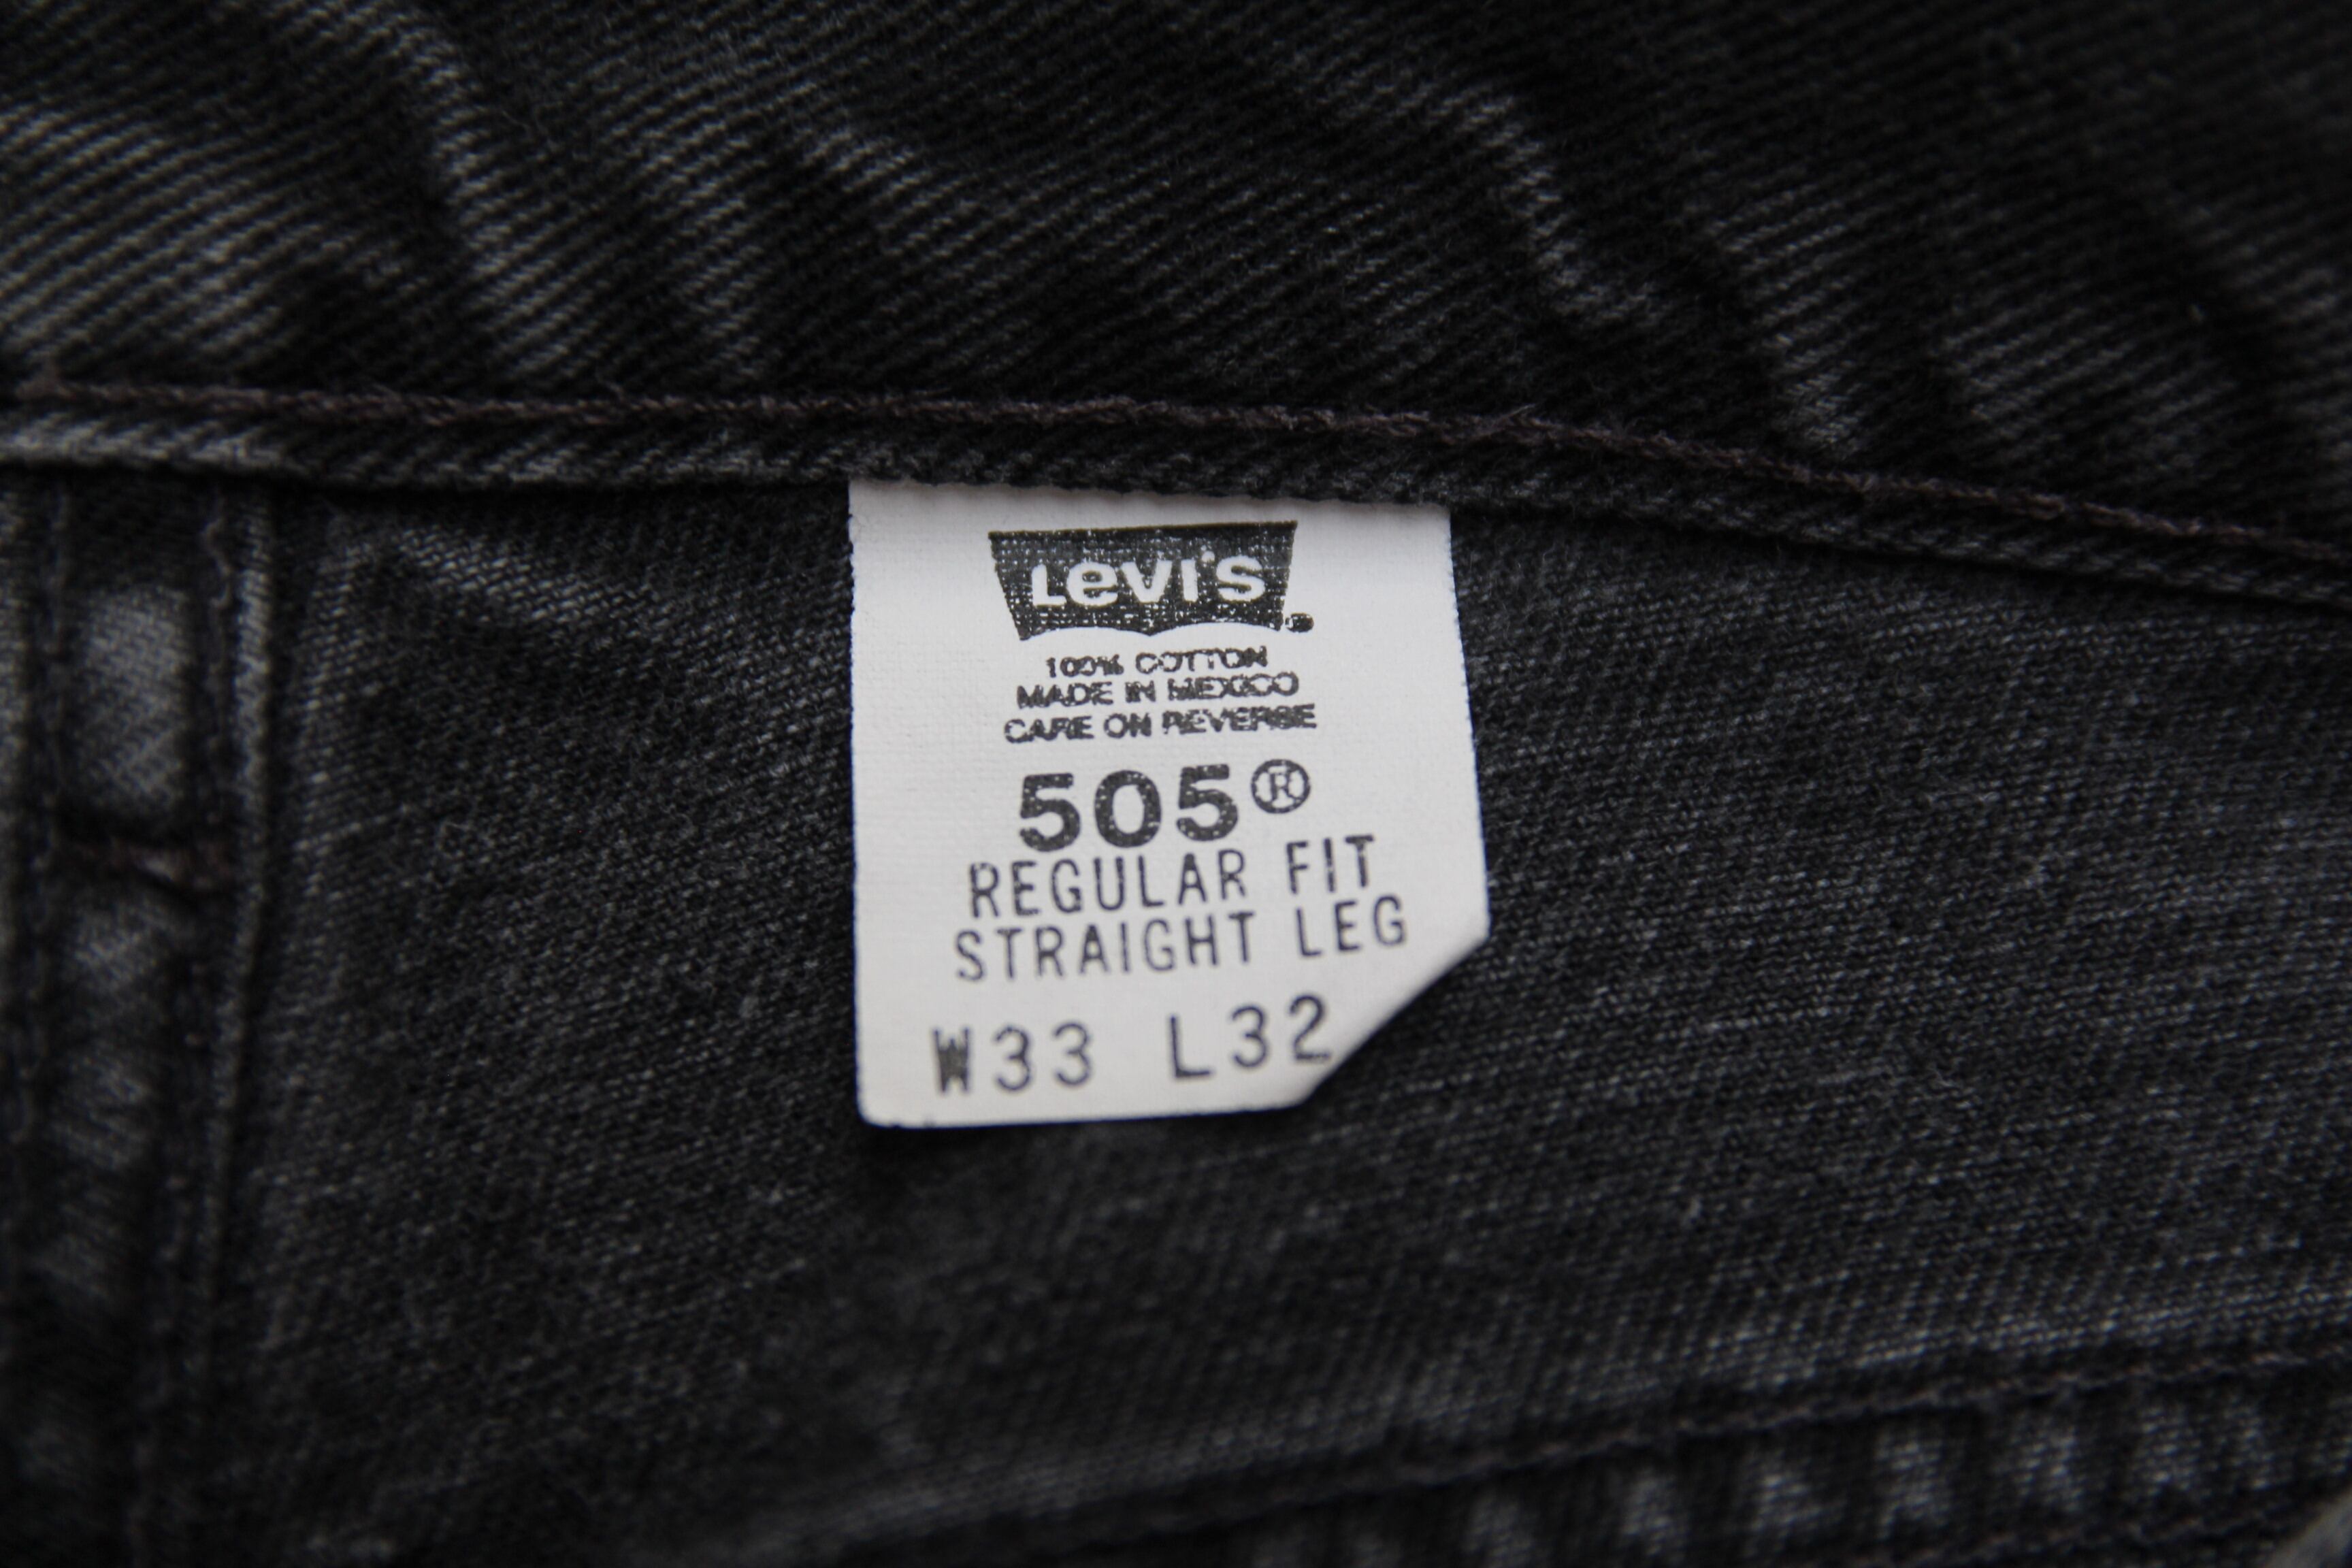 Levi's
100% COTTON
MADE IN MEXICO
CARE ON REVERSE
505®
REGULAR FIT
STRAIGHT LEG
W33 L32